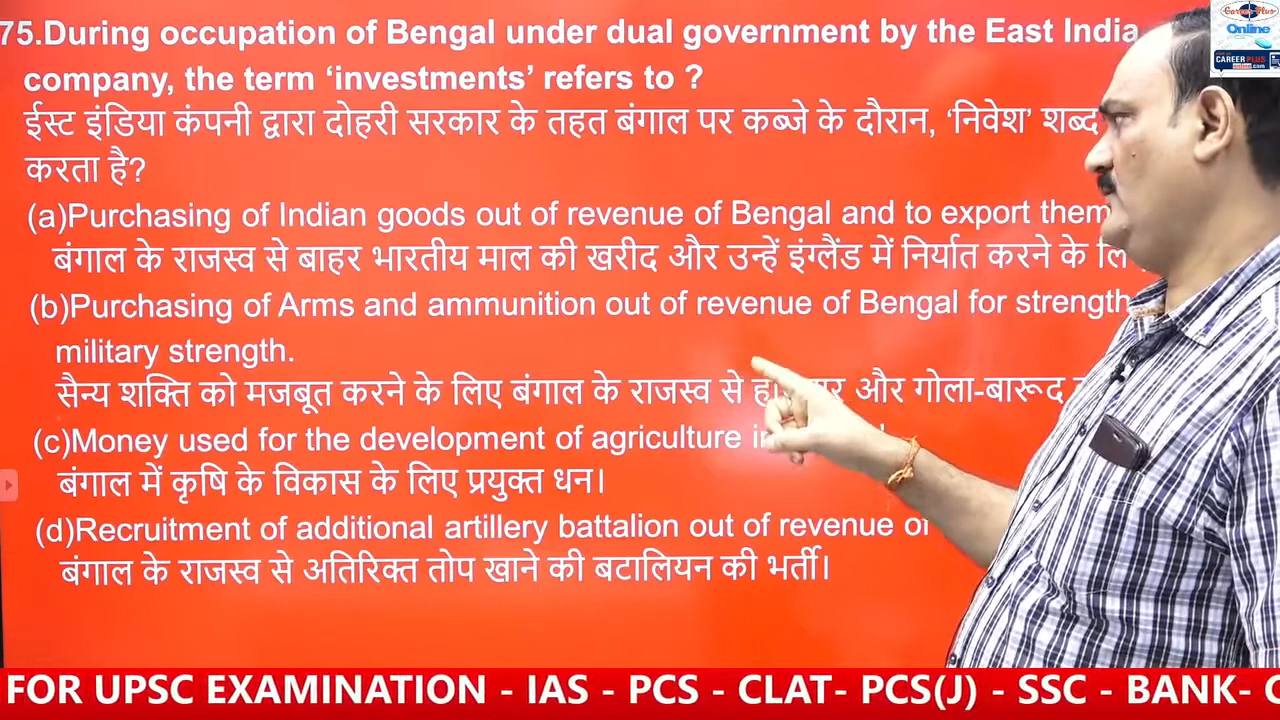 75.During occupation of Bengal under dual government by the East India
company, the term ‘investments’ refers to ?
ईस्ट इंडिया कंपनी द्वारा दोहरी सरकार के तहत बंगाल पर कब्जे के दौरान, ‘निवेश’ शब्द
करता है?
(a)Purchasing of Indian goods out of revenue of Bengal and to export them
बंगाल के राजस्व से बाहर भारतीय माल की खरीद और उन्हें इंग्लैंड में निर्यात करने के
(b)Purchasing of Arms and ammunition out of revenue of Bengal for strength
military strength.
सैन्य शक्ति को मजबूत करने के लिए बंगाल के राजस्व से और गोला-बारूद
(c)Money used for the development of agriculture
बंगाल में कृषि के विकास के लिए प्रयुक्त धन।
(d)Recruitment of additional artillery battalion out of revenue of
बंगाल के राजस्व से अतिरिक्त तोप खाने की बटालियन की भर्ती।
Career Plus
Online
CAREER PLUS
online.com
FOR UPSC EXAMINATION - IAS - PCS - CLAT- PCS(J) - SSC - BANK-